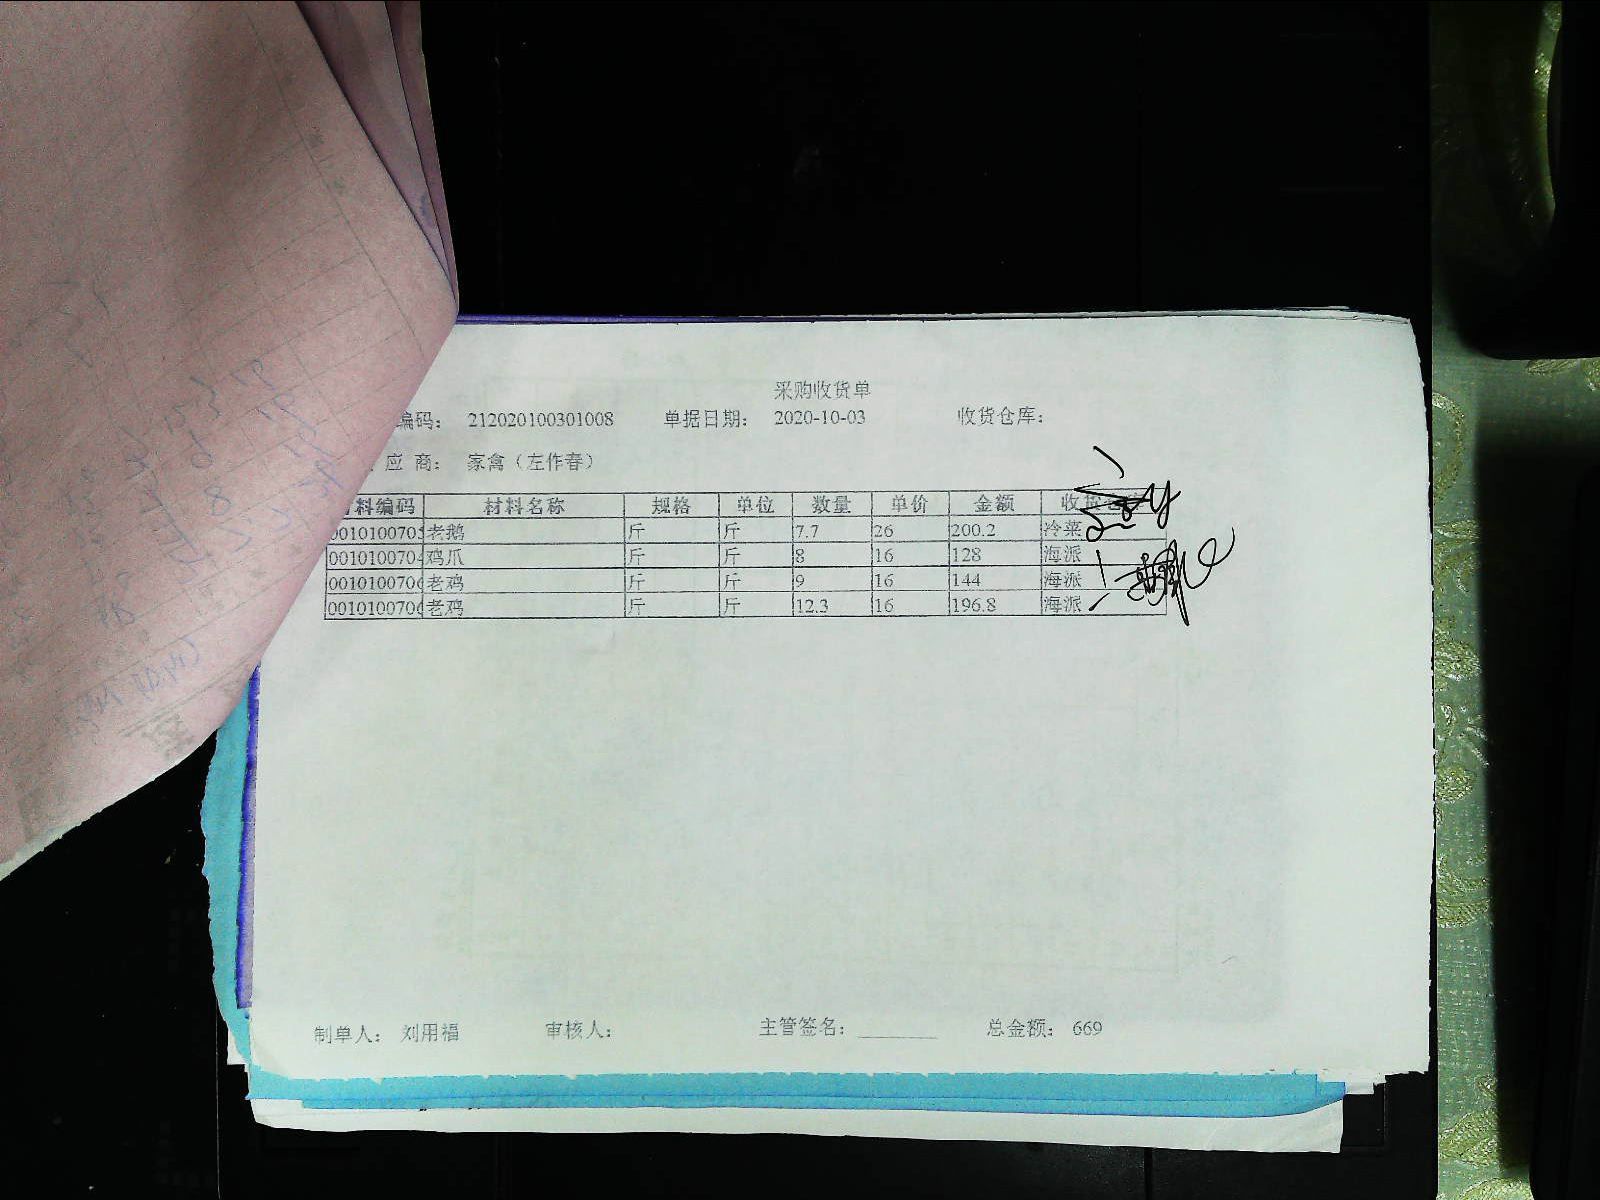 采购收货单
编码： 212020100301008 单据日期： 2020-10-03 收货仓库：
应 商： 家禽（左作春）
料编码 材料名称 规格 单位 数量 单价 金额
0010100705 老鹅 斤 斤 7.7 26 200.2 冷菜
001010070 鸡爪 斤 斤 8 16 128 海派
001010070 老鸡 斤 斤 9 16 144 海派
001010070 老鸡 斤 斤 12.3 16 196.8 海派
制单人： 刘用福 审核人： 主管签名： 总金额： 669